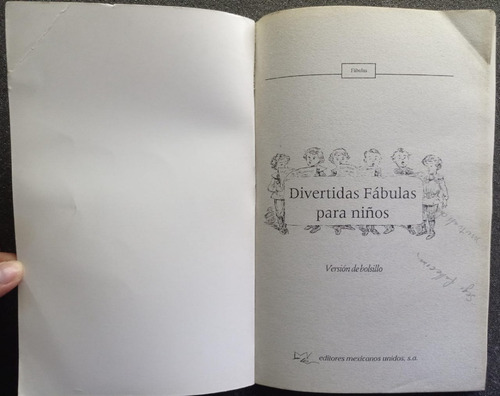 Fábulas
Divertidas Fábulas
para niños
Versión de bolsillo
editores mexicanos unidos, s.a.